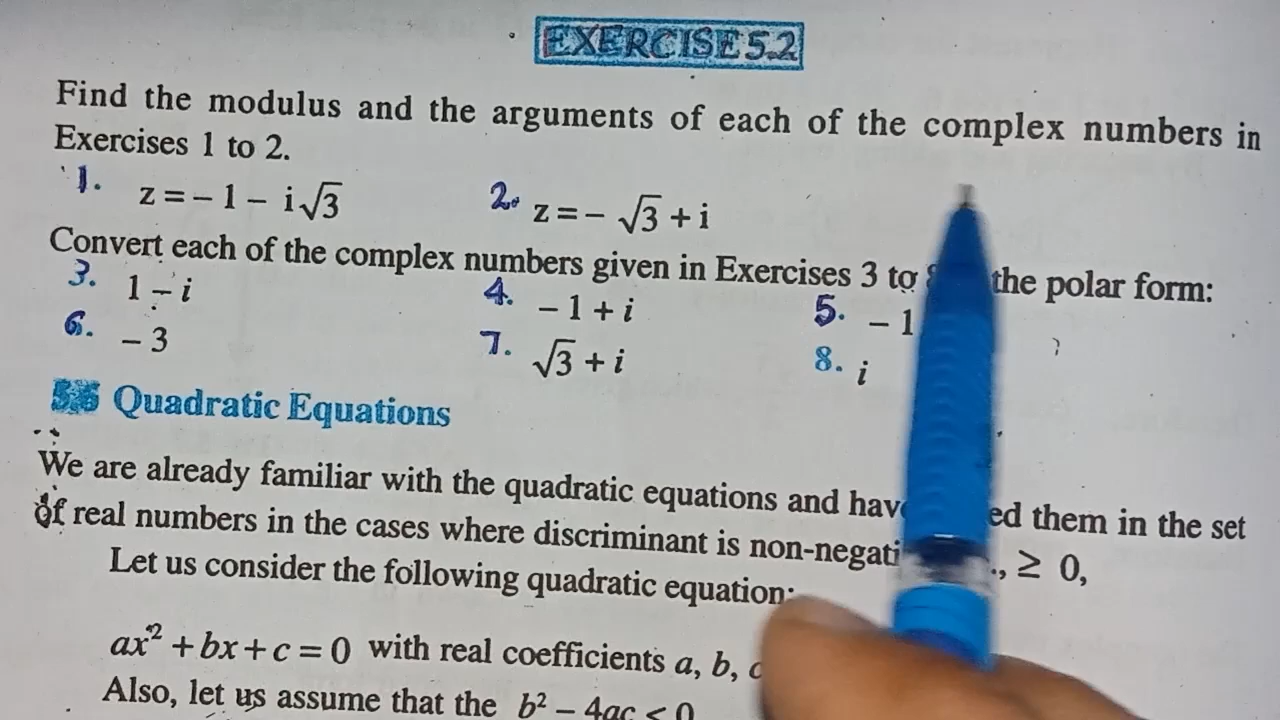 EXERCISE 5.2
Find the modulus and the arguments of each of the complex numbers in
Exercises 1 to 2.
1. z = – 1 – i√3 2. z = – √3 + i
Convert each of the complex numbers given in Exercises 3 to the polar form:
3. 1 – i 4. – 1 + i 5. – 1
6. – 3 7. √3 + i 8. i
5.6 Quadratic Equations
We are already familiar with the quadratic equations and them in the set
of real numbers in the cases where discriminant is ≥ 0,
Let us consider the following quadratic equation:
ax² + bx + c = 0 with real coefficients a, b,
Also, let us assume that the b² – 4ac < 0